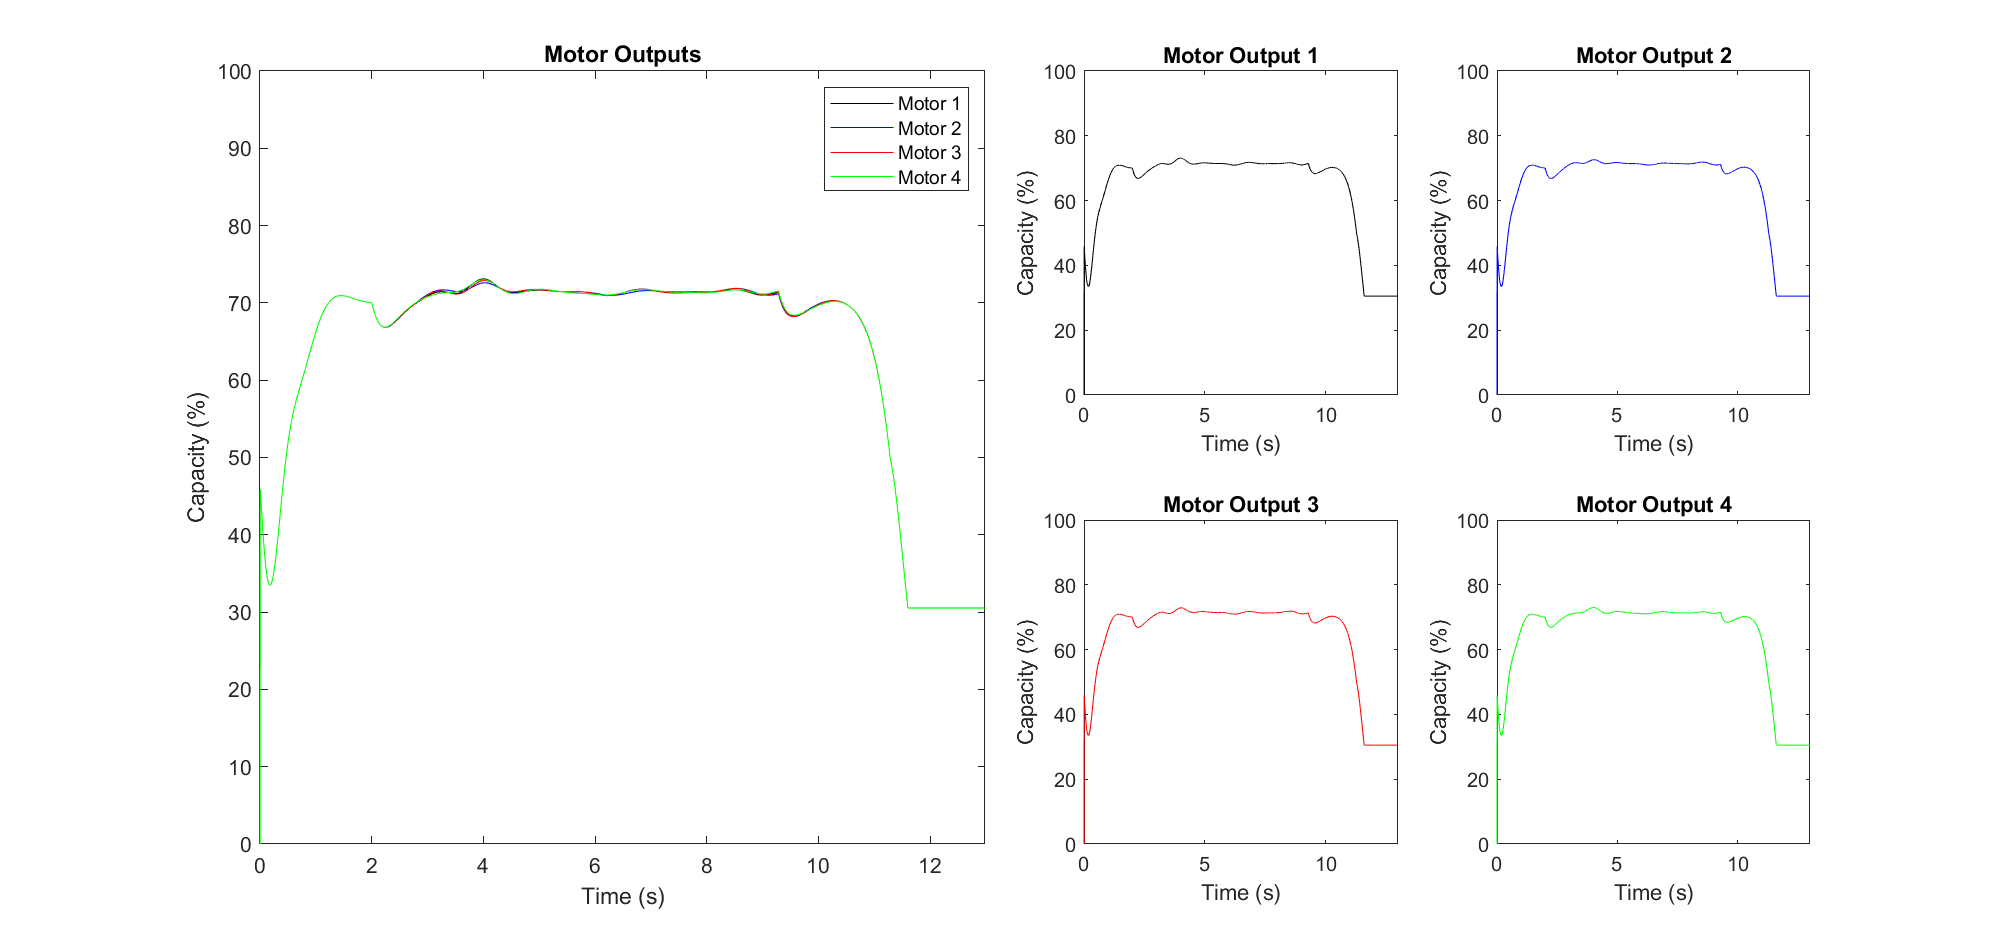 Motor Outputs
100
90
80
70
60
50
40
30
20
10
0
Capacity (%)
0 2 4 6 8 10 12
Time (s)
Motor 1
Motor 2
Motor 3
Motor 4
Motor Output 1
100
80
60
40
20
0
Capacity (%)
0 5 10
Time (s)
Motor Output 2
100
80
60
40
20
0
Capacity (%)
0 5 10
Time (s)
Motor Output 3
100
80
60
40
20
0
Capacity (%)
0 5 10
Time (s)
Motor Output 4
100
80
60
40
20
0
Capacity (%)
0 5 10
Time (s)